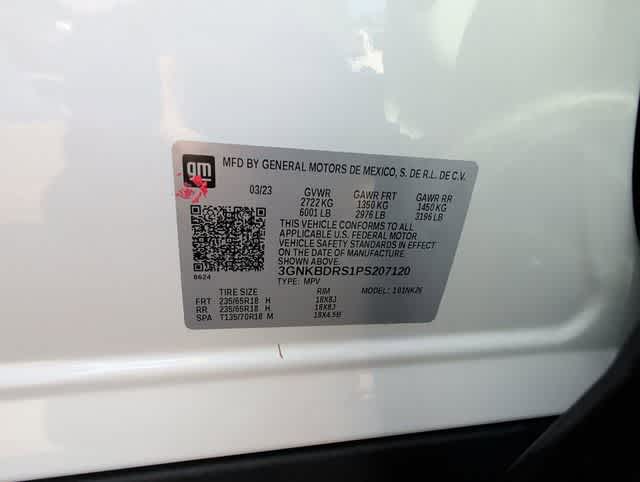 gm
MFD BY GENERAL MOTORS DE MEXICO, S. DE R.L. DE C.V.
03/23 GVWR GAWR FRT GAWR RR
2722 KG 1350 KG 1450 KG
6001 LB 2976 LB 3196 LB
THIS VEHICLE CONFORMS TO ALL
APPLICABLE U.S. FEDERAL MOTOR
VEHICLE SAFETY STANDARDS IN EFFECT
ON THE DATE OF MANUFACTURE SHOWN ABOVE.
3GNKBDRS1PS207120
6624 TYPE: MPV MODEL: 101NK26
TIRE SIZE RIM
FRT 235/65R18 H 18X8J
RR 235/65R18 H 18X8J
SPA T135/70R18 M 18X4.5B